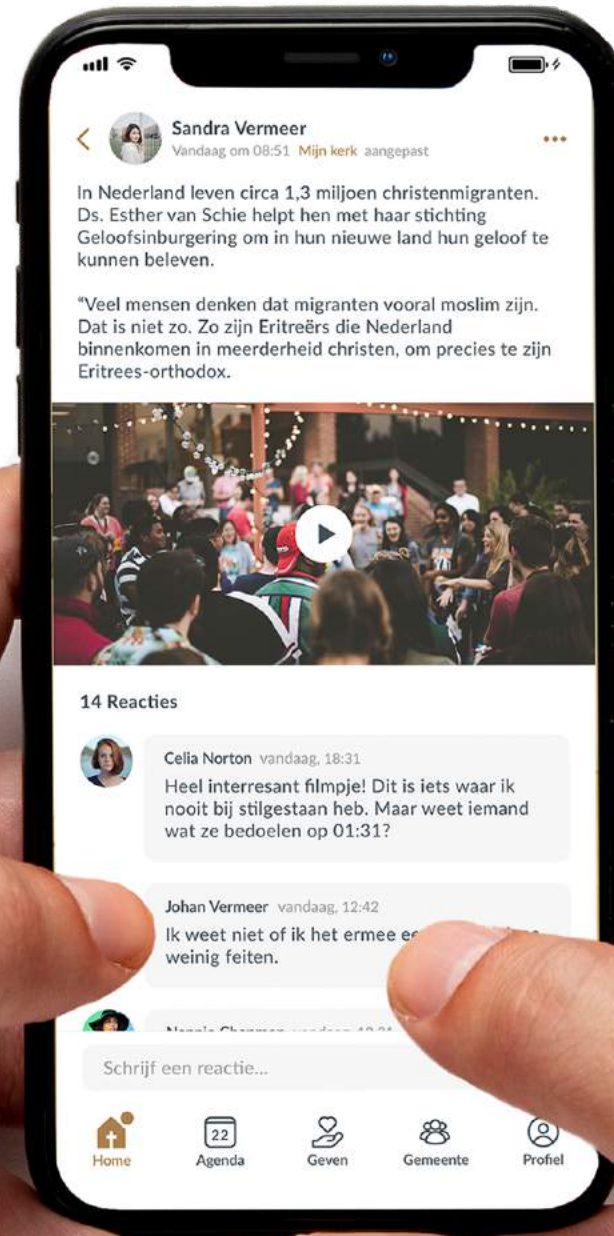 Sandra Vermeer
Vandaag om 08:51 Mijn kerk aangepast
In Nederland leven circa 1,3 miljoen christenmigranten.
Ds. Esther van Schie helpt hen met haar stichting
Geloofsinburgering om in hun nieuwe land hun geloof te
kunnen beleven.
“Veel mensen denken dat migranten vooral moslim zijn.
Dat is niet zo. Zo zijn Eritreërs die Nederland
binnenkomen in meerderheid christen, om precies te zijn
Eritrees-orthodox.
14 Reacties
Celia Norton vandaag, 18:31
Heel interresant filmpje! Dit is iets waar ik
nooit bij stilgestaan heb. Maar weet iemand
wat ze bedoelen op 01:31?
Johan Vermeer vandaag, 12:42
Ik weet niet of ik het ermee
weinig feiten.
Schrijf een reactie...
22
Home
Agenda
Geven
Gemeente
Profiel